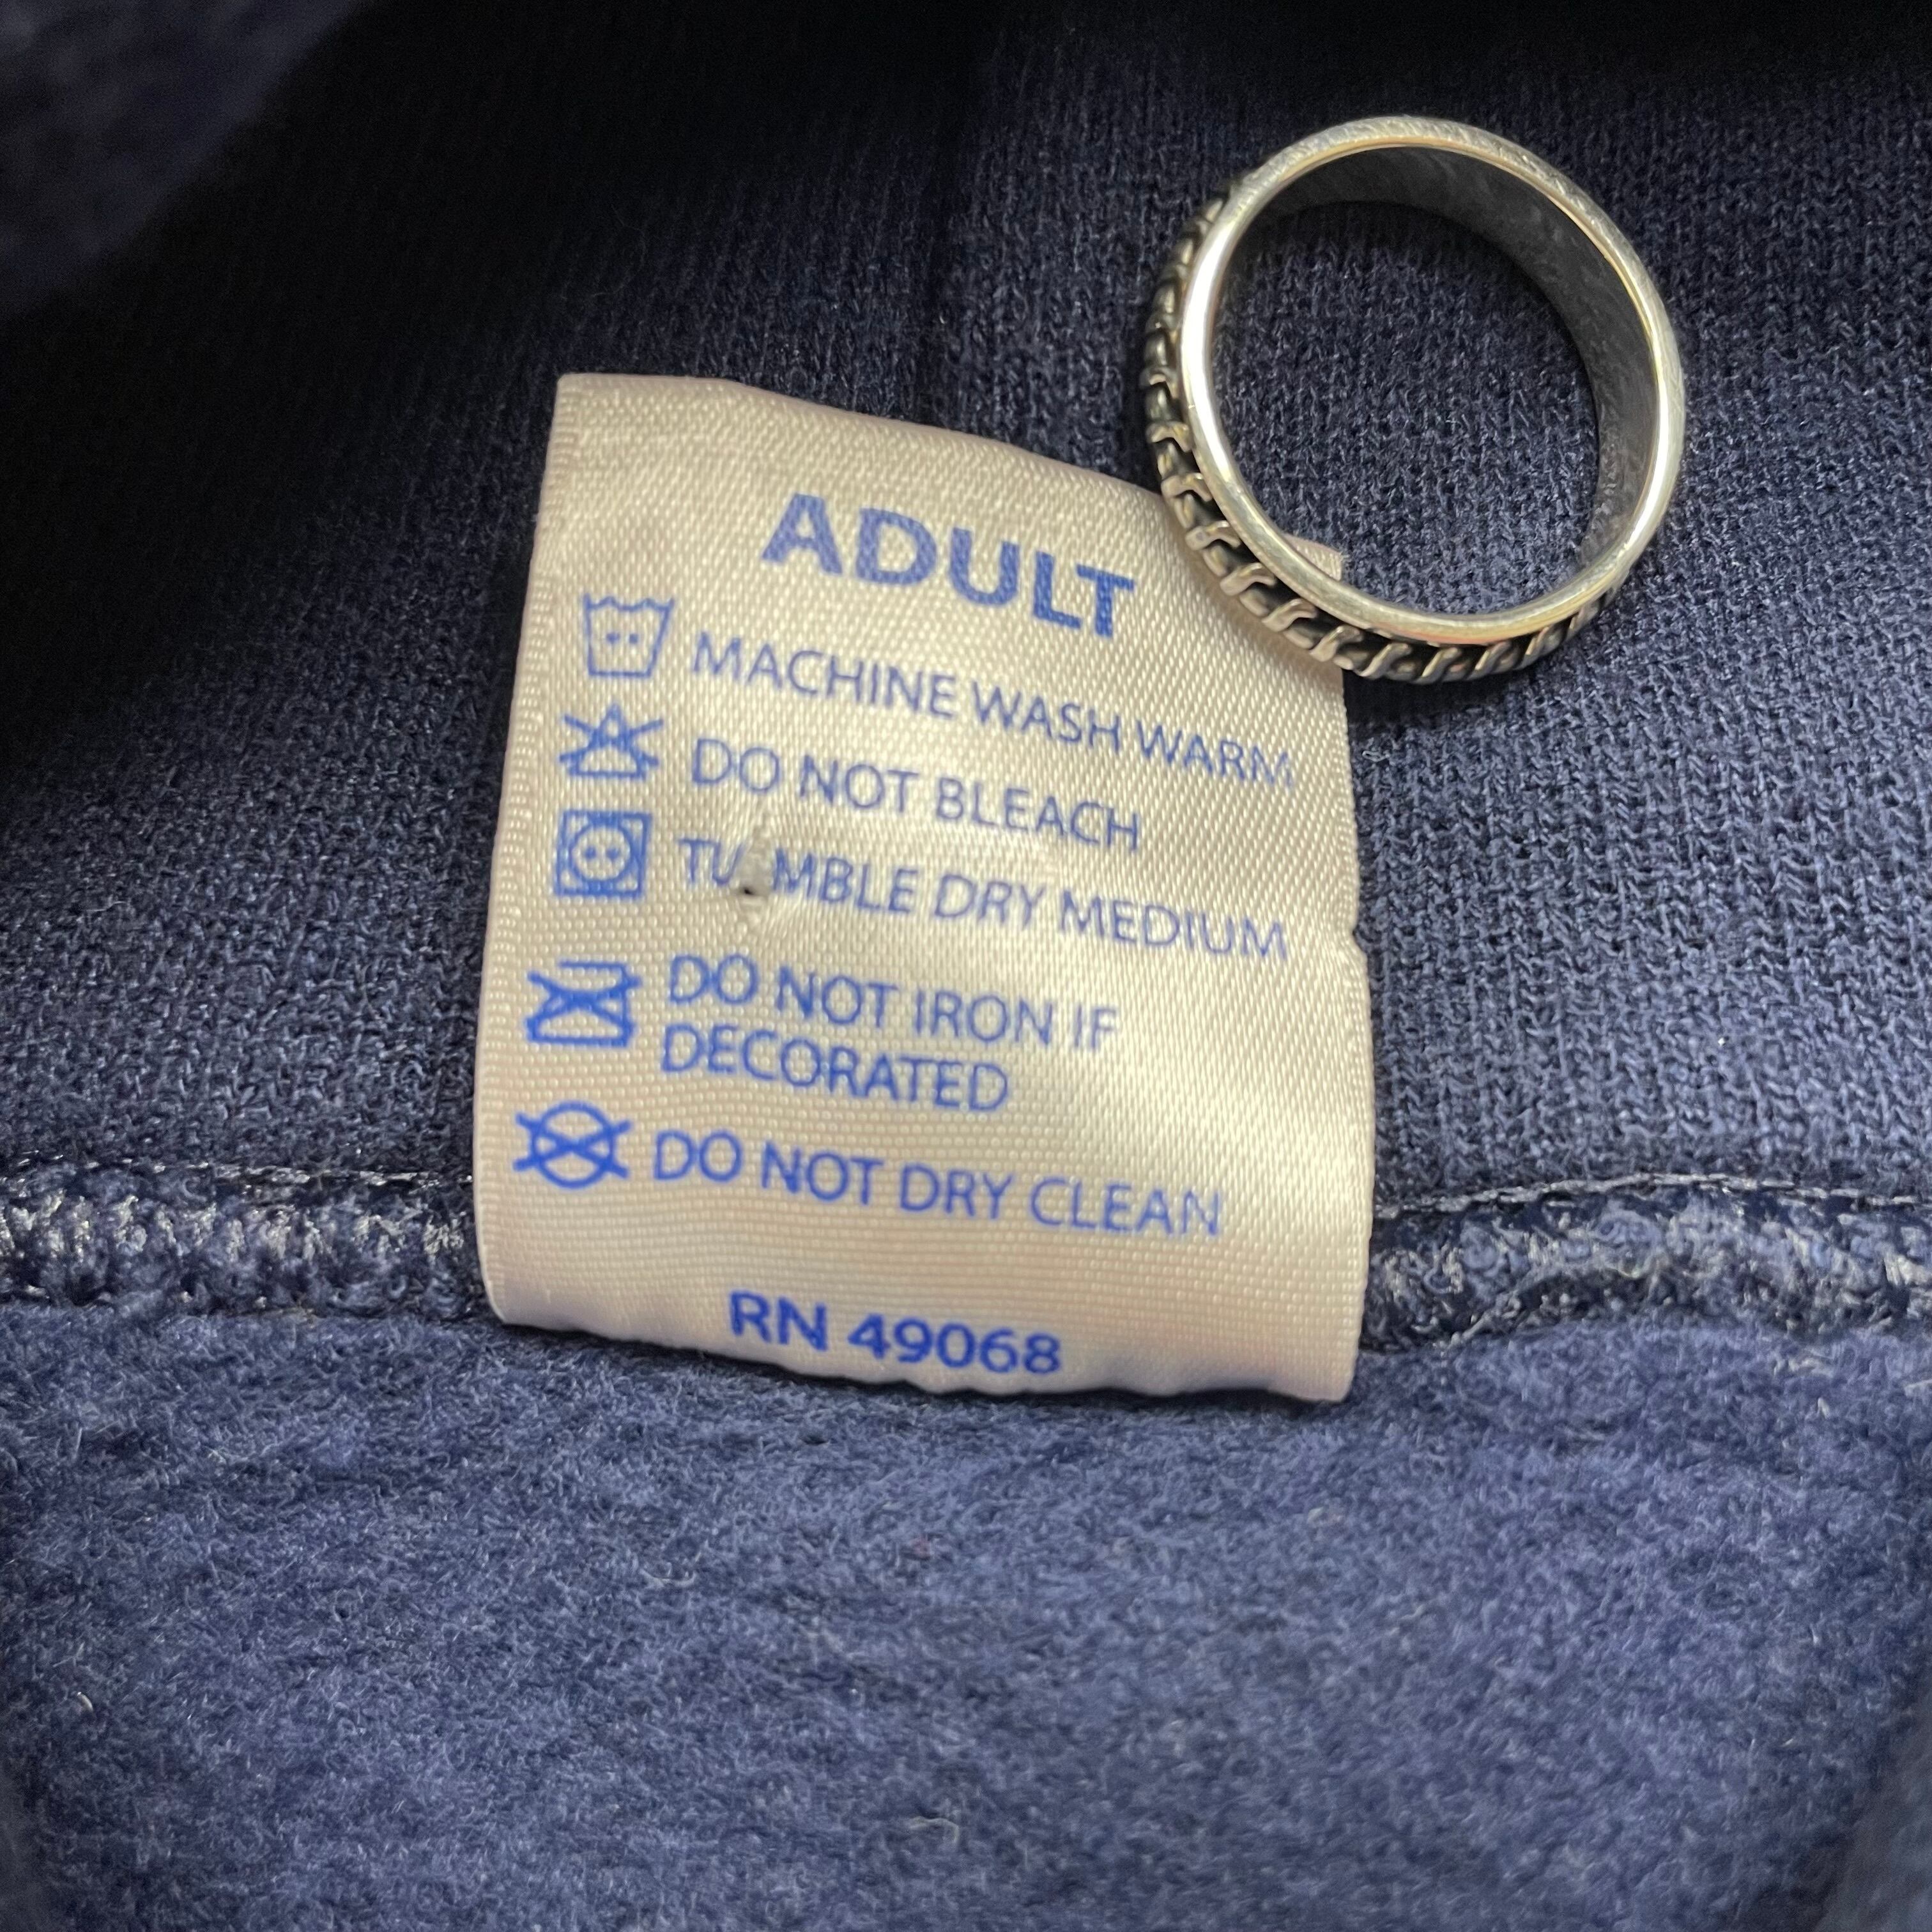 ADULT
MACHINE WASH WARM
DO NOT BLEACH
TUMBLE DRY MEDIUM
DO NOT IRON IF
DECORATED
DO NOT DRY CLEAN
RN 49068